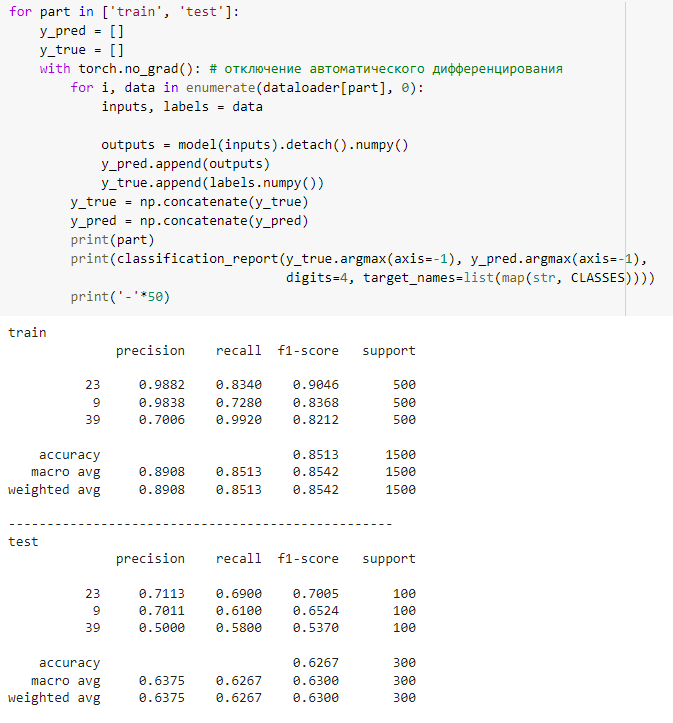 for part in ['train', 'test']:
    y_pred = []
    y_true = []
    with torch.no_grad(): # отключение автоматического дифференцирования
        for i, data in enumerate(dataloader[part], 0):
            inputs, labels = data

            outputs = model(inputs).detach().numpy()
            y_pred.append(outputs)
            y_true.append(labels.numpy())
        y_true = np.concatenate(y_true)
        y_pred = np.concatenate(y_pred)
        print(part)
        print(classification_report(y_true.argmax(axis=-1), y_pred.argmax(axis=-1),
                                    digits=4, target_names=list(map(str, CLASSES))))
        print('-'*50)
train
              precision    recall  f1-score   support

          23     0.9882    0.8340    0.9046       500
           9     0.9838    0.7280    0.8368       500
          39     0.7006    0.9920    0.8212       500

    accuracy                         0.8513      1500
   macro avg     0.8908    0.8513    0.8542      1500
weighted avg     0.8908    0.8513    0.8542      1500

--------------------------------------------------
test
              precision    recall  f1-score   support

          23     0.7113    0.6900    0.7005       100
           9     0.7011    0.6100    0.6524       100
          39     0.5000    0.5800    0.5370       100

    accuracy                         0.6267       300
   macro avg     0.6375    0.6267    0.6300       300
weighted avg     0.6375    0.6267    0.6300       300